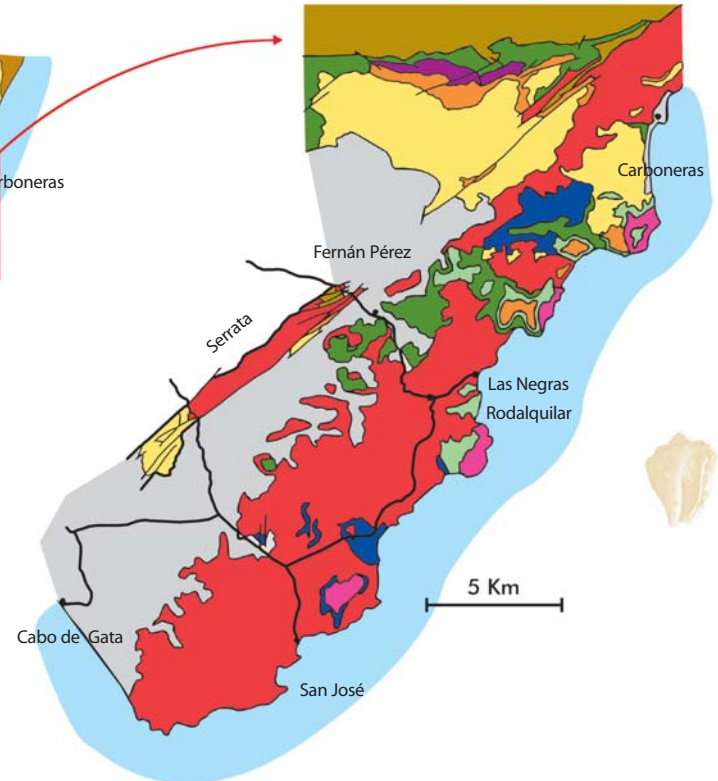 rboneras
Carboneras
Fernán Pérez
Serrata
Las Negras
Rodalquilar
5 Km
Cabo de Gata
San José